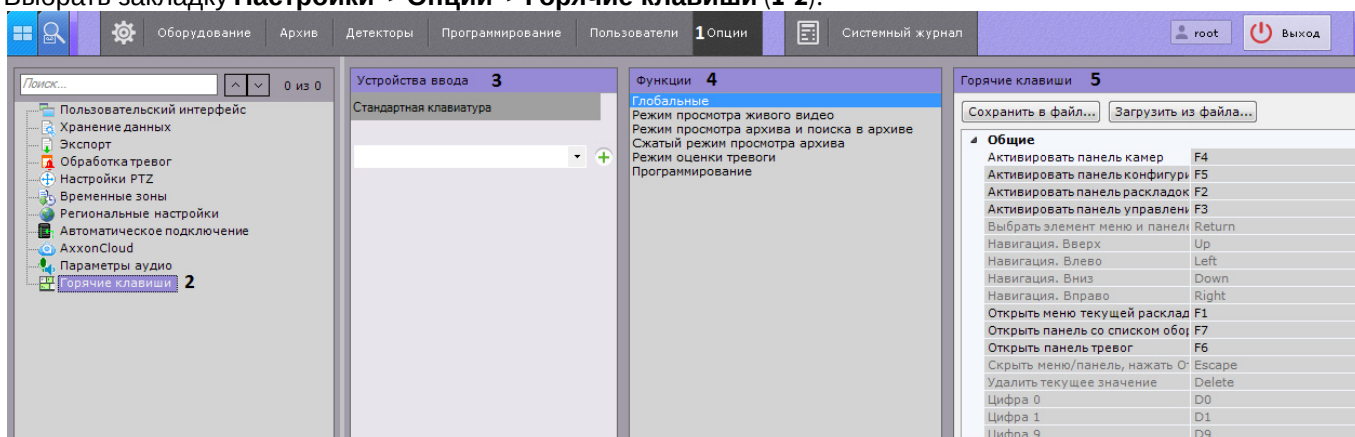 Выбрать закладку Настройки -> Опции -> Горячие клавиши (1-2).
Оборудование Архив Детекторы Программирование Пользователи 1 Опции Системный журнал root Выход
Поиск... 0 из 0
Пользовательский интерфейс
Хранение данных
Экспорт
Обработка тревог
Настройки PTZ
Временные зоны
Региональные настройки
Автоматическое подключение
AxxonCloud
Параметры аудио
Горячие клавиши 2
Устройства ввода 3
Стандартная клавиатура
Функции 4
Глобальные
Режим просмотра живого видео
Режим просмотра архива и поиска в архиве
Сжатый режим просмотра архива
Режим оценки тревоги
Программирование
Горячие клавиши 5
Сохранить в файл... Загрузить из файла...
Общие
Активировать панель камер F4
Активировать панель конфигури F5
Активировать панель раскладок F2
Активировать панель управлени F3
Выбрать элемент меню и панел Return
Навигация. Вверх Up
Навигация. Влево Left
Навигация. Вниз Down
Навигация. Вправо Right
Открыть меню текущей расклад F1
Открыть панель со списком обор F7
Открыть панель тревог F6
Скрыть меню/панель, нажать О Escape
Удалить текущее значение Delete
Цифра 0 D0
Цифра 1 D1
Цифра 9 D9